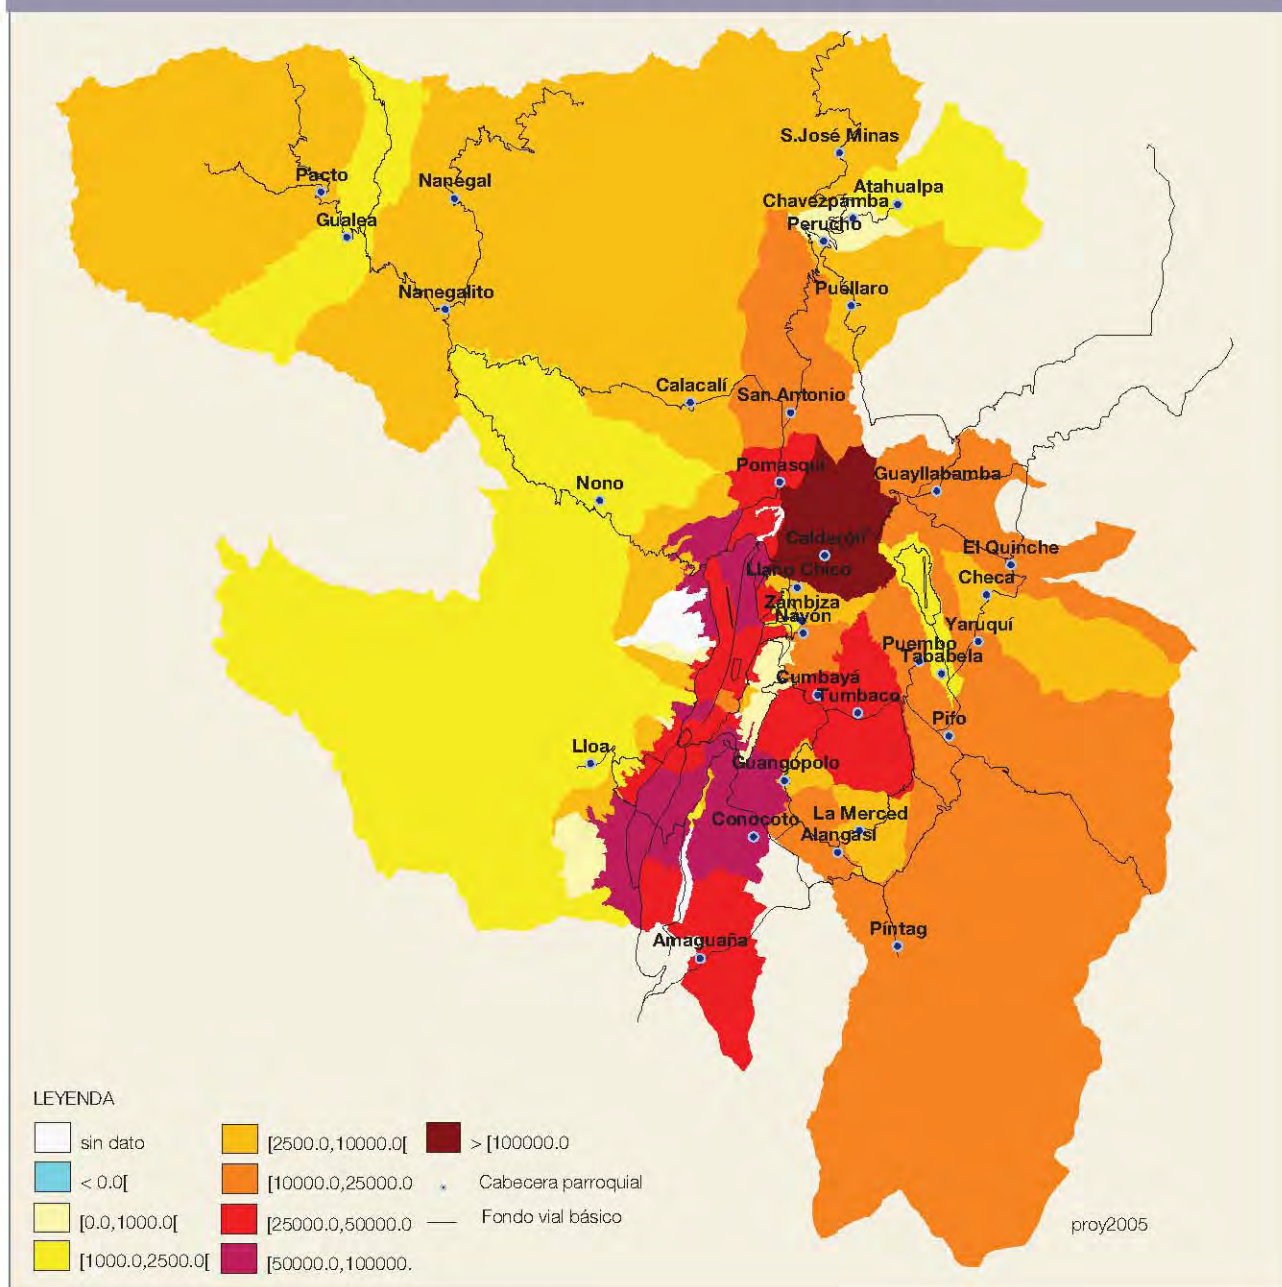 S.José Minas
Atahualpa
Chavezpamba
Perucho
Pacto
Nanegal
Gualea
Nanegalito
Puéllaro
Calacalí
San Antonio
Pomasqui
Guayllabamba
Nono
Calderón
El Quinche
Llano Chico
Checa
Zámbiza
Nayón
Yaruquí
Puembo
Tababela
Cumbayá
Tumbaco
Pifo
Lloa
Guangopolo
La Merced
Conocoto
Alangasí
Píntag
Amaguaña
LEYENDA
sin dato
< 0.0[
[0.0,1000.0[
[1000.0,2500.0[
[2500.0,10000.0[
[10000.0,25000.0
[25000.0,50000.0
[50000.0,100000.
> [100000.0
Cabecera parroquial
Fondo vial básico
proy2005